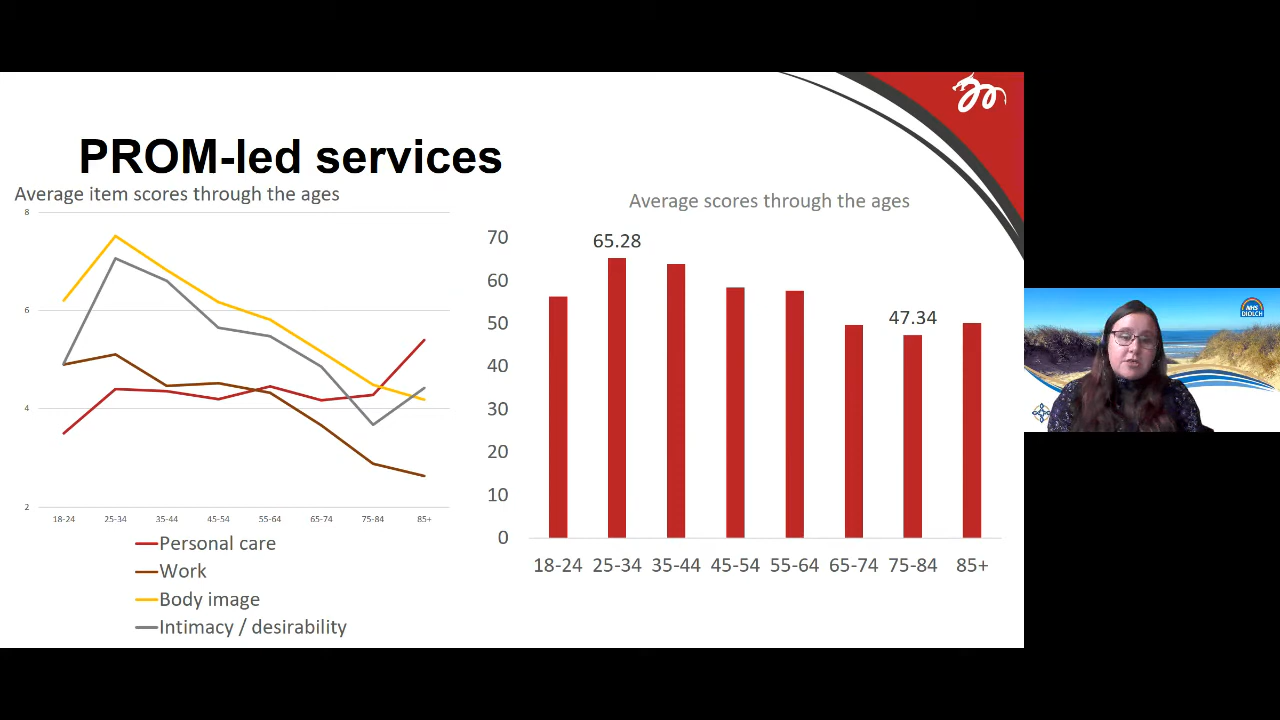 PROM-led services
Average item scores through the ages
8
6
4
2
18-24 25-34 35-44 45-54 55-64 65-74 75-84 85+
Personal care
Work
Body image
Intimacy / desirability
Average scores through the ages
70
60
50
40
30
20
10
0
65.28
47.34
18-24 25-34 35-44 45-54 55-64 65-74 75-84 85+
NHS
DIOLCH